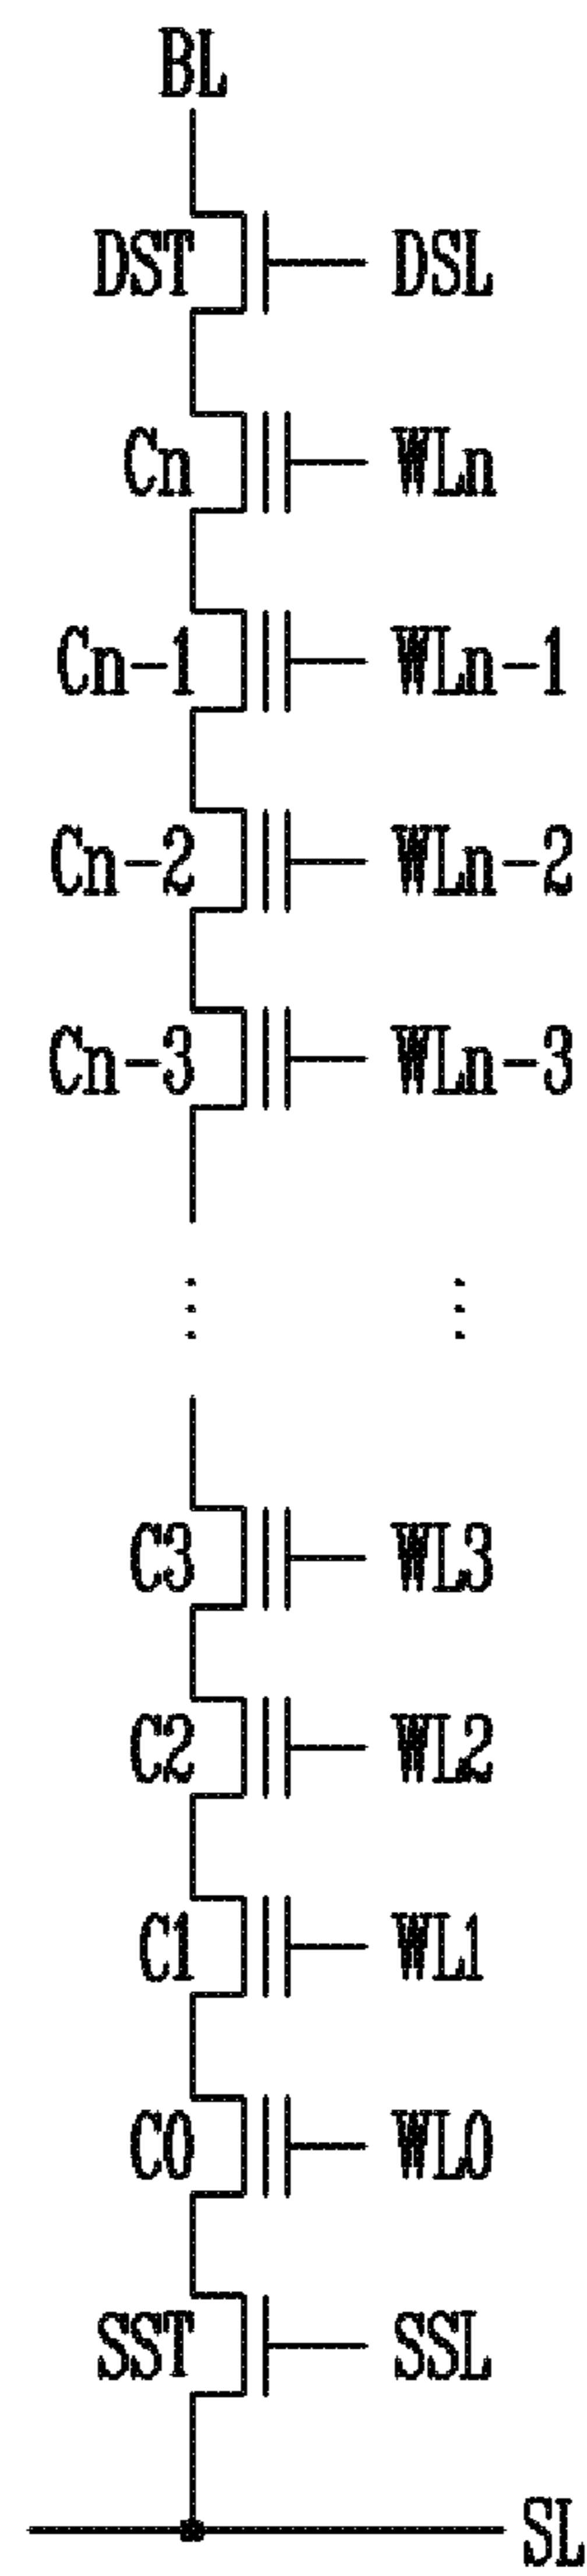 BL
DST DSL
Cn WLn
Cn-1 WLn-1
Cn-2 WLn-2
Cn-3 WLn-3
C3 WL3
C2 WL2
C1 WL1
C0 WL0
SST SSL
SL